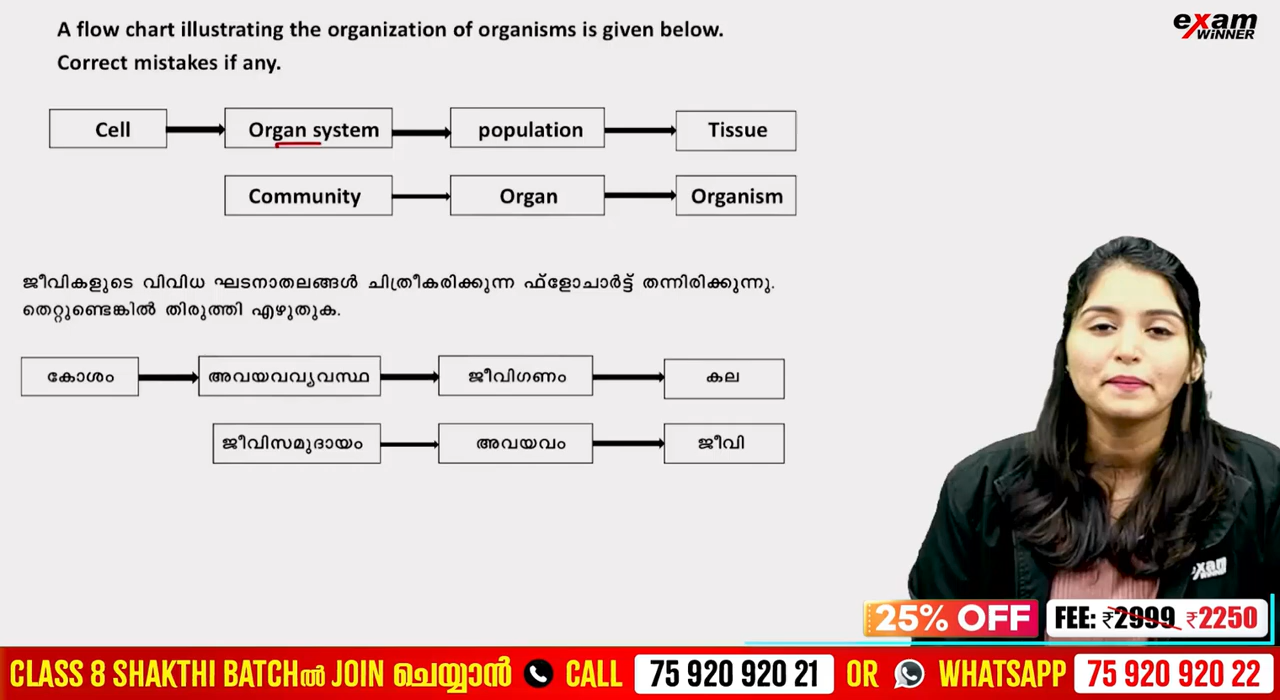 A flow chart illustrating the organization of organisms is given below.
Correct mistakes if any.
exam
WINNER
Cell
Organ system
population
Tissue
Community
Organ
Organism
ജീവികളുടെ വിവിധ ഘടനാതലങ്ങൾ ചിത്രീകരിക്കുന്ന ഫ്ളോചാർട്ട് തന്നിരിക്കുന്നു.
തെറ്റുണ്ടെങ്കിൽ തിരുത്തി എഴുതുക.
കോശം
അവയവവ്യവസ്ഥ
ജീവിഗണം
കല
ജീവിസമുദായം
അവയവം
ജീവി
exam
WINNER
25% OFF
FEE: ₹2999 ₹2250
CLASS 8 SHAKTHI BATCHൽ JOIN ചെയ്യാൻ CALL 75 920 920 21 OR WHATSAPP 75 920 920 22